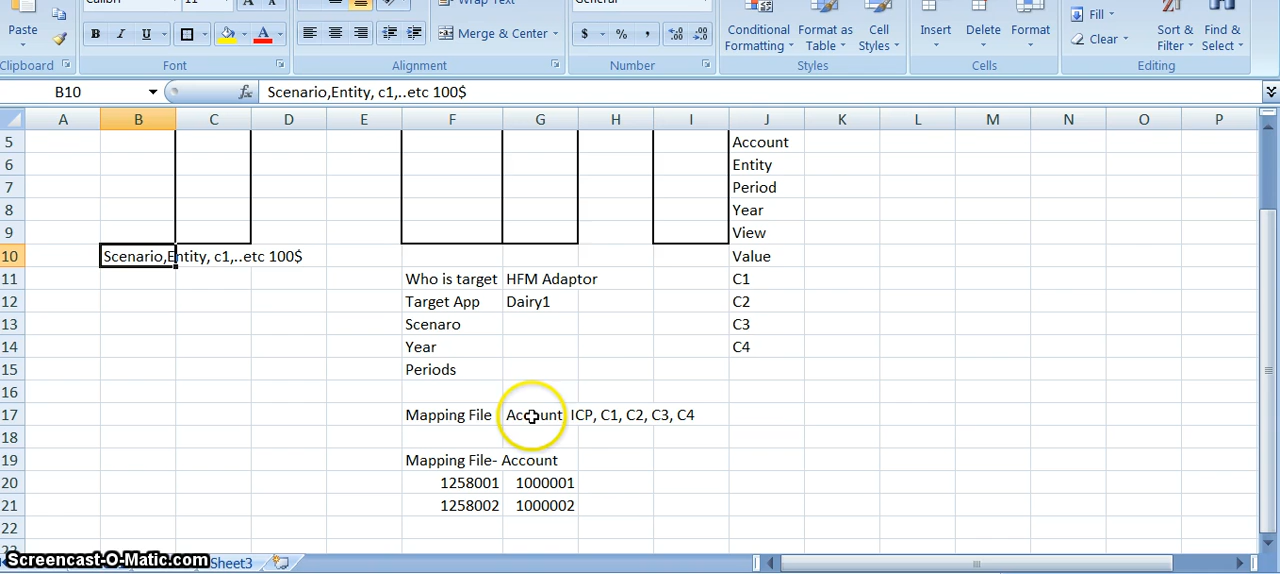 Calibri 11 A A Wrap Text General
Paste B I U A Merge & Center $ % , .00 .0 Conditional Formatting Format as Table Cell Styles Insert Delete Format Fill Clear Sort & Filter Find & Select
Clipboard Font Alignment Number Styles Cells Editing
B10 fx Scenario,Entity, c1,..etc 100$
A B C D E F G H I J K L M N O P
5 Account
6 Entity
7 Period
8 Year
9 View
10 Scenario,Entity, c1,..etc 100$ Value
11 Who is target HFM Adaptor C1
12 Target App Dairy1 C2
13 Scenaro C3
14 Year C4
15 Periods
16
17 Mapping File Account ICP, C1, C2, C3, C4
18
19 Mapping File- Account
20 1258001 1000001
21 1258002 1000002
22
Screencast-O-Matic.com Sheet3